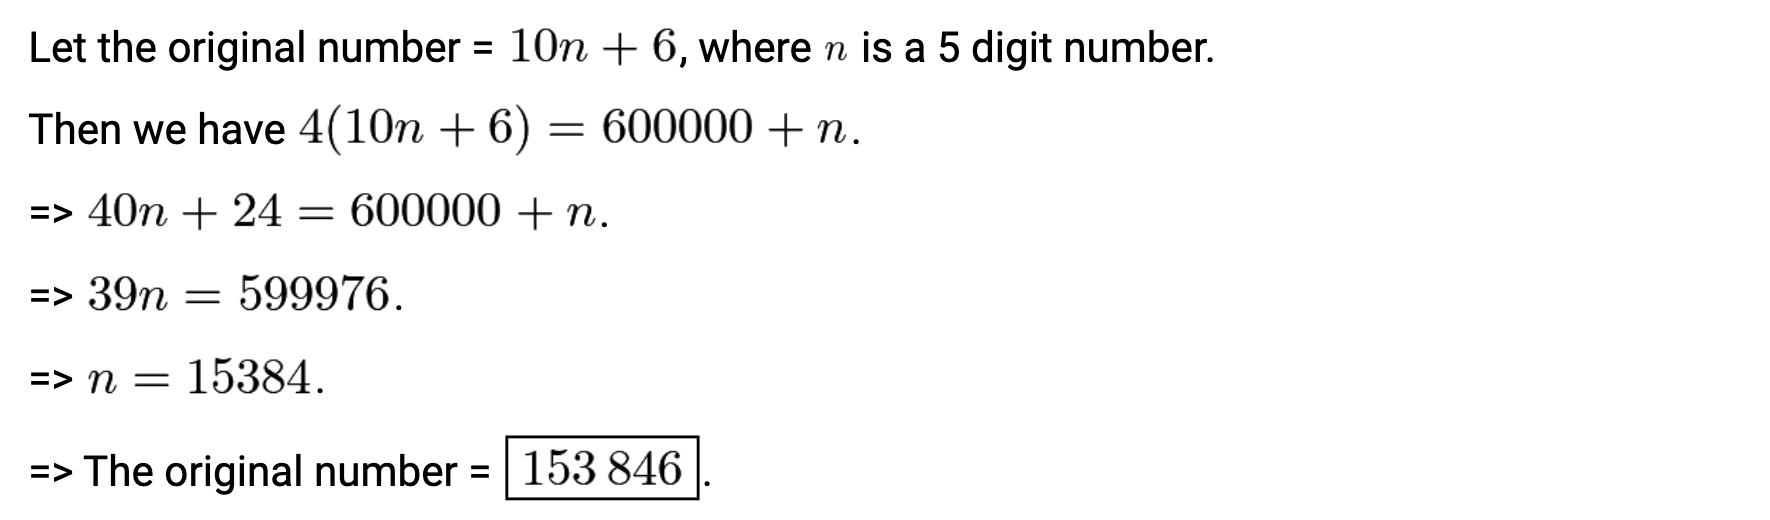 Let the original number = 10n + 6, where n is a 5 digit number.
Then we have 4(10n + 6) = 600000 + n.
=> 40n + 24 = 600000 + n.
=> 39n = 599976.
=> n = 15384.
=> The original number = 153 846.